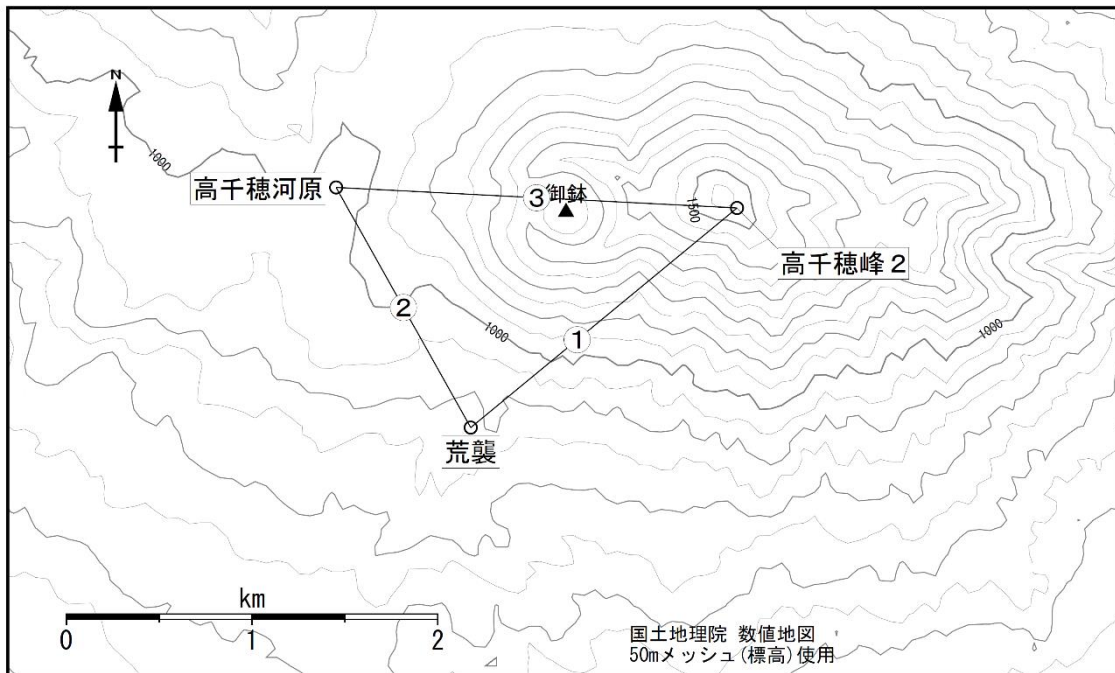 N
1000
高千穂河原
③
御鉢
1500
高千穂峰2
②
1000
①
1000
荒襲
km
0 1 2
国土地理院 数値地図
50mメッシュ(標高)使用